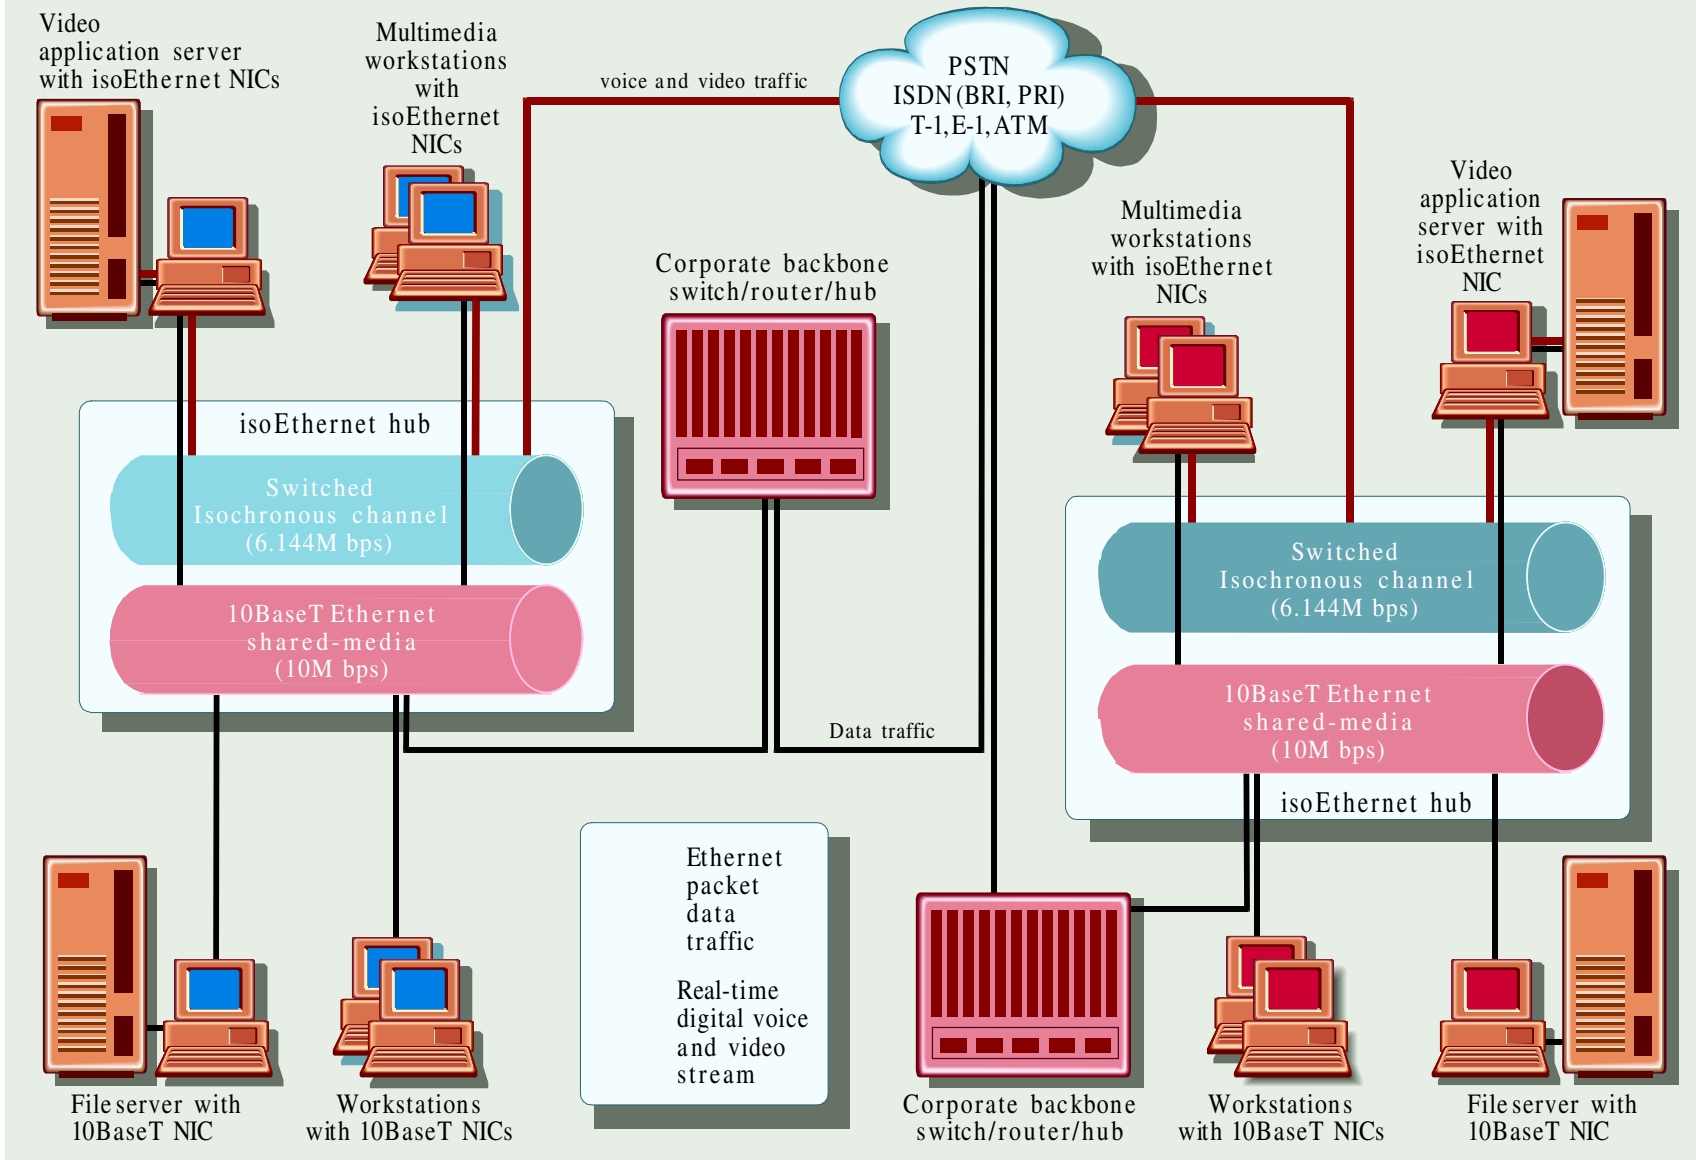 Video
application server
with isoEthernet NICs
Multimedia
workstations
with
isoEthernet
NICs
voice and video traffic
PSTN
ISDN (BRI, PRI)
T-1, E-1, ATM
Video
application
server with
isoEthernet
NIC
Multimedia
workstations
with isoEthernet
NICs
Corporate backbone
switch/router/hub
isoEthernet hub
Switched
Isochronous channel
(6.144M bps)
10BaseT Ethernet
shared-media
(10M bps)
Switched
Isochronous channel
(6.144M bps)
10BaseT Ethernet
shared-media
(10M bps)
isoEthernet hub
Data traffic
Ethernet
packet
data
traffic
Real-time
digital voice
and video
stream
File server with
10BaseT NIC
Workstations
with 10BaseT NICs
Corporate backbone
switch/router/hub
Workstations
with 10BaseT NICs
File server with
10BaseT NIC